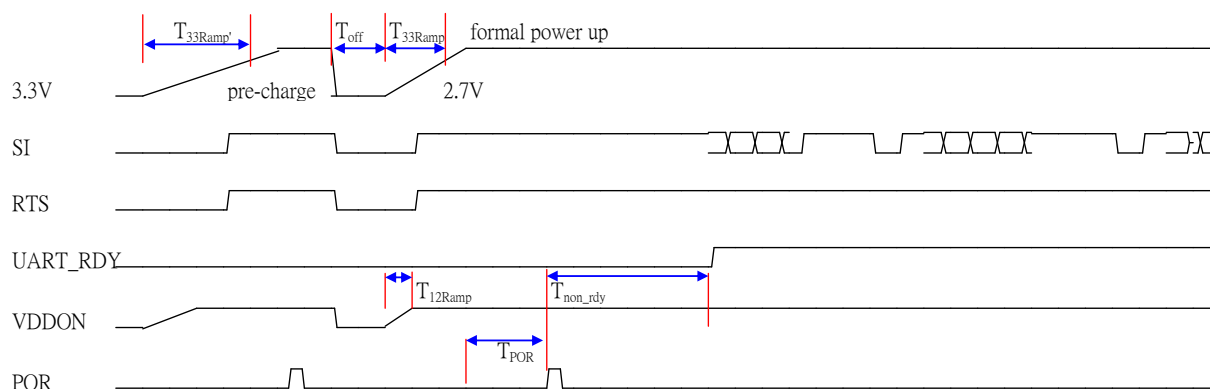 T33Ramp' Toff T33Ramp formal power up
3.3V pre-charge 2.7V
SI
RTS
UART_RDY
T12Ramp Tnon_rdy
VDDON
TPOR
POR